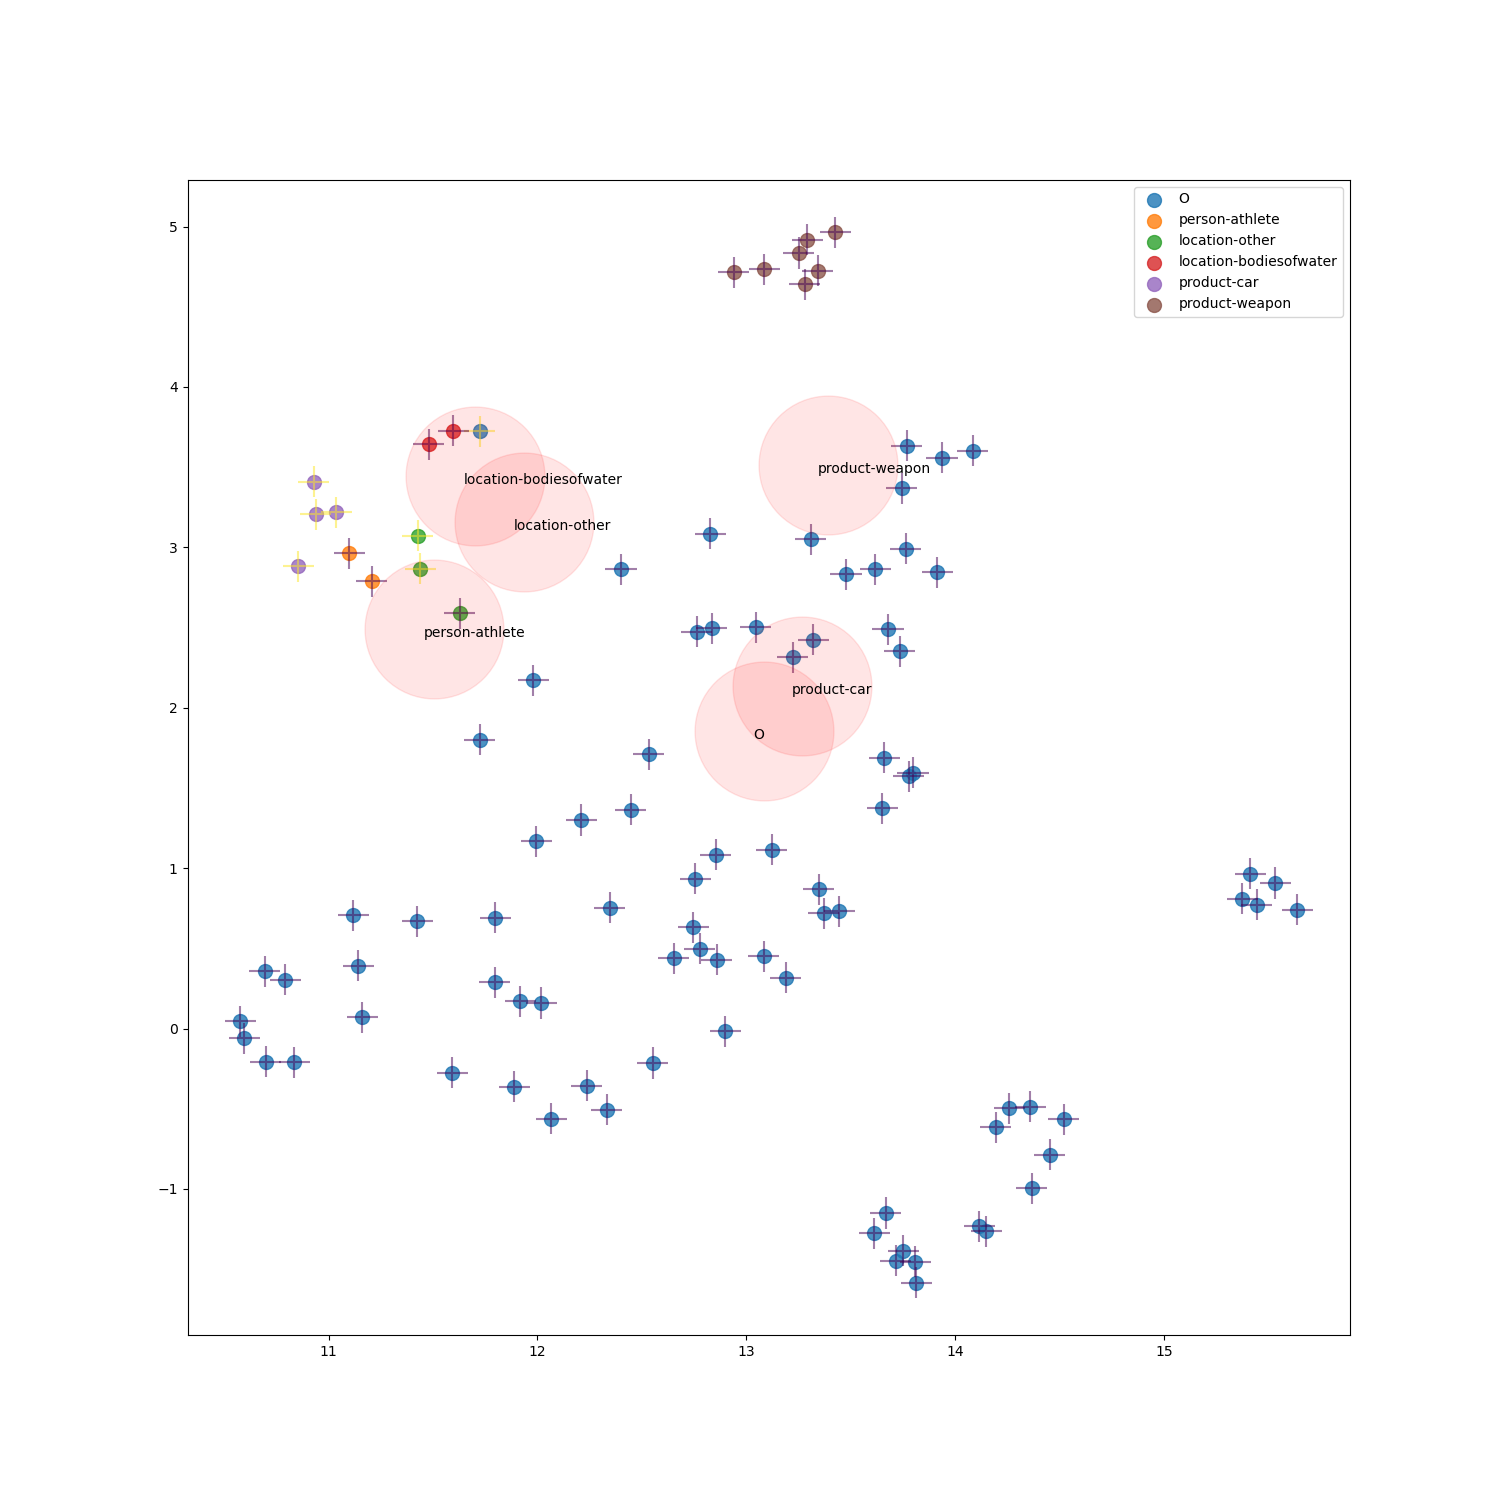 5
O
person-athlete
location-other
location-bodiesofwater
product-car
product-weapon
4
product-weapon
location-bodiesofwater
location-other
3
person-athlete
product-car
2
O
1
0
−1
11 12 13 14 15